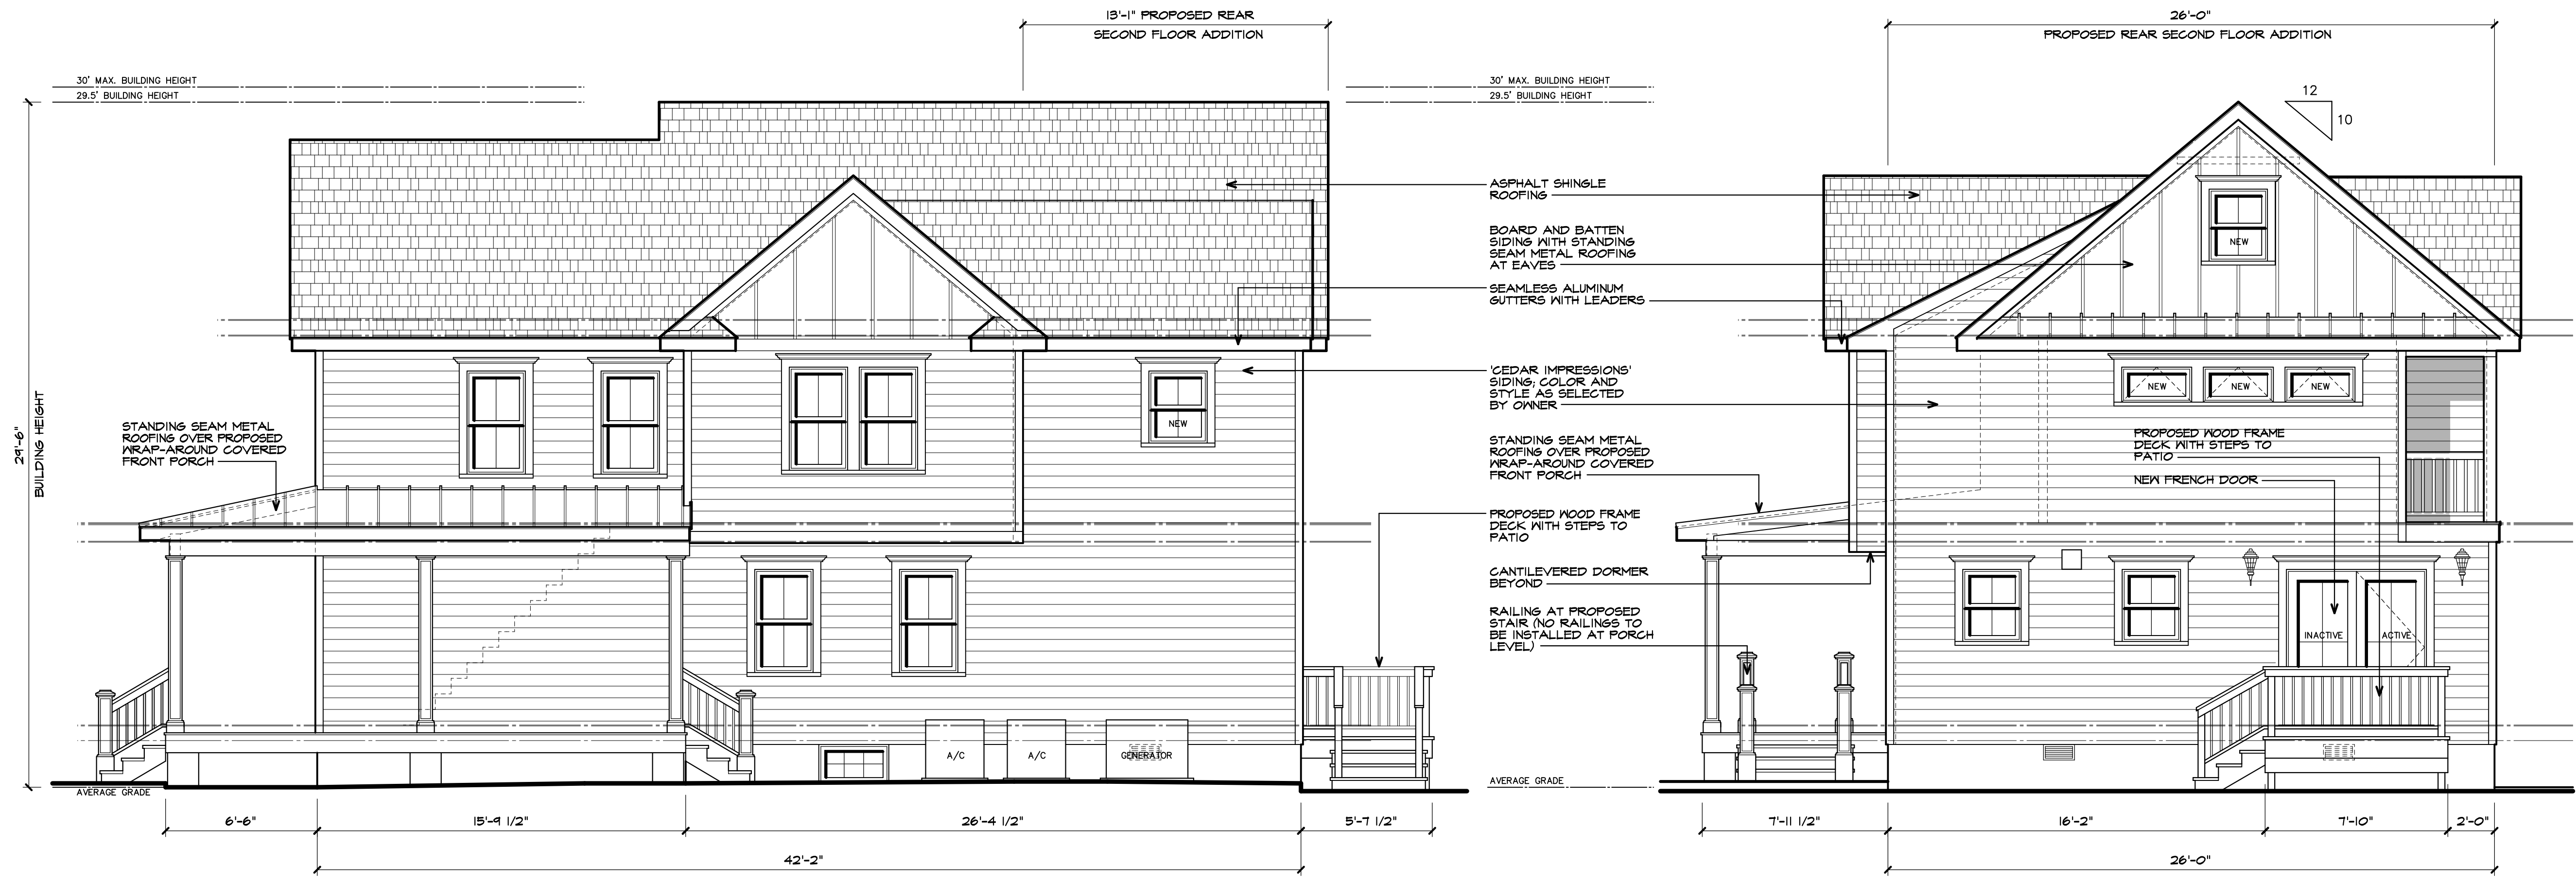 13'-1" PROPOSED REAR
SECOND FLOOR ADDITION
30' MAX. BUILDING HEIGHT
29.5' BUILDING HEIGHT
29'-6"
BUILDING HEIGHT
STANDING SEAM METAL
ROOFING OVER PROPOSED
WRAP-AROUND COVERED
FRONT PORCH
NEW
A/C
A/C
GENERATOR
AVERAGE GRADE
6'-6"
15'-9 1/2"
26'-4 1/2"
5'-7 1/2"
42'-2"
30' MAX. BUILDING HEIGHT
29.5' BUILDING HEIGHT
ASPHALT SHINGLE
ROOFING
BOARD AND BATTEN
SIDING WITH STANDING
SEAM METAL ROOFING
AT EAVES
SEAMLESS ALUMINUM
GUTTERS WITH LEADERS
'CEDAR IMPRESSIONS'
SIDING; COLOR AND
STYLE AS SELECTED
BY OWNER
STANDING SEAM METAL
ROOFING OVER PROPOSED
WRAP-AROUND COVERED
FRONT PORCH
PROPOSED WOOD FRAME
DECK WITH STEPS TO
PATIO
CANTILEVERED DORMER
BEYOND
RAILING AT PROPOSED
STAIR (NO RAILINGS TO
BE INSTALLED AT PORCH
LEVEL)
AVERAGE GRADE
26'-0"
PROPOSED REAR SECOND FLOOR ADDITION
12
10
NEW
NEW
NEW
NEW
PROPOSED WOOD FRAME
DECK WITH STEPS TO
PATIO
NEW FRENCH DOOR
INACTIVE
ACTIVE
7'-11 1/2"
16'-2"
7'-10"
2'-0"
26'-0"